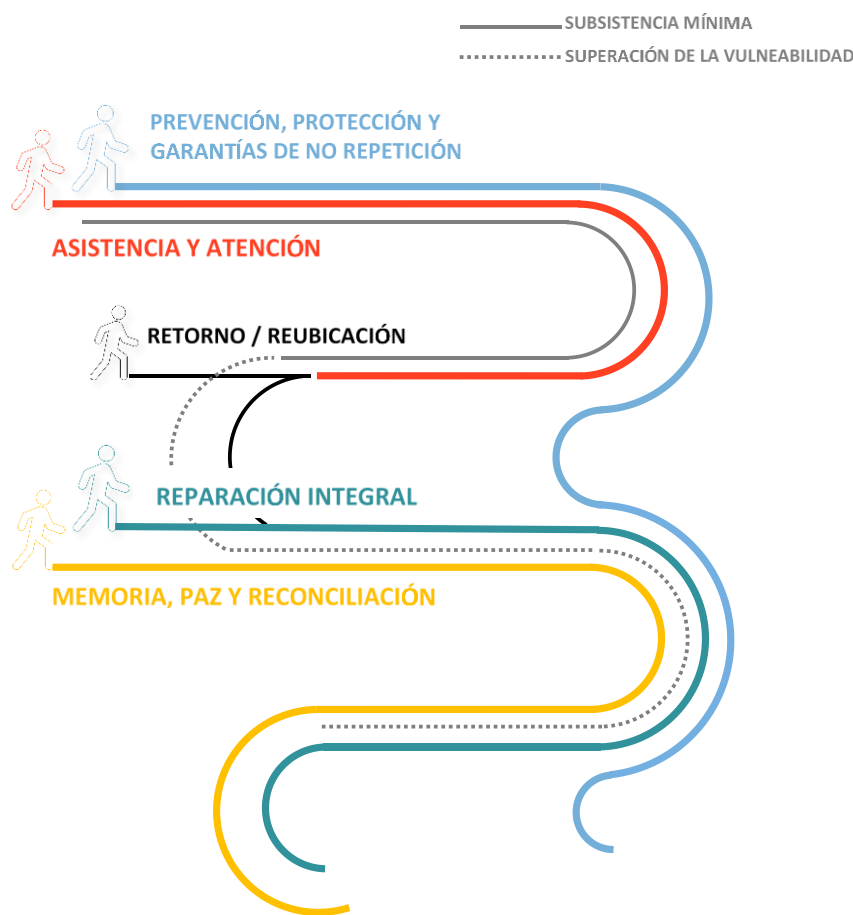 SUBSISTENCIA MÍNIMA
SUPERACIÓN DE LA VULNEABILIDAD
PREVENCIÓN, PROTECCIÓN Y
GARANTÍAS DE NO REPETICIÓN
ASISTENCIA Y ATENCIÓN
RETORNO / REUBICACIÓN
REPARACIÓN INTEGRAL
MEMORIA, PAZ Y RECONCILIACIÓN